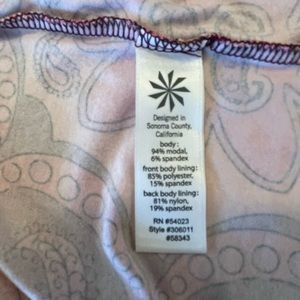 Designed in
Sonoma County,
California
body:
94% modal,
6% spandex
front body lining:
85% polyester,
15% spandex
back body lining:
81% nylon,
19% spandex
RN #54023
Style #306011
#58343